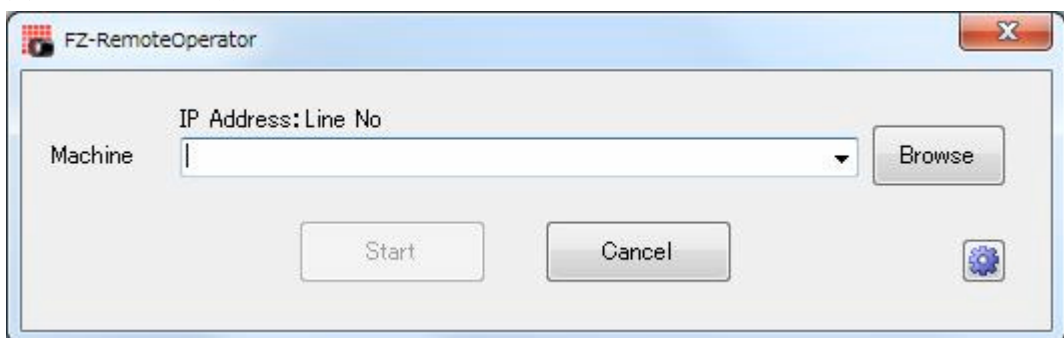 FZ-RemoteOperator
IP Address:Line No
Machine
Browse
Start
Cancel